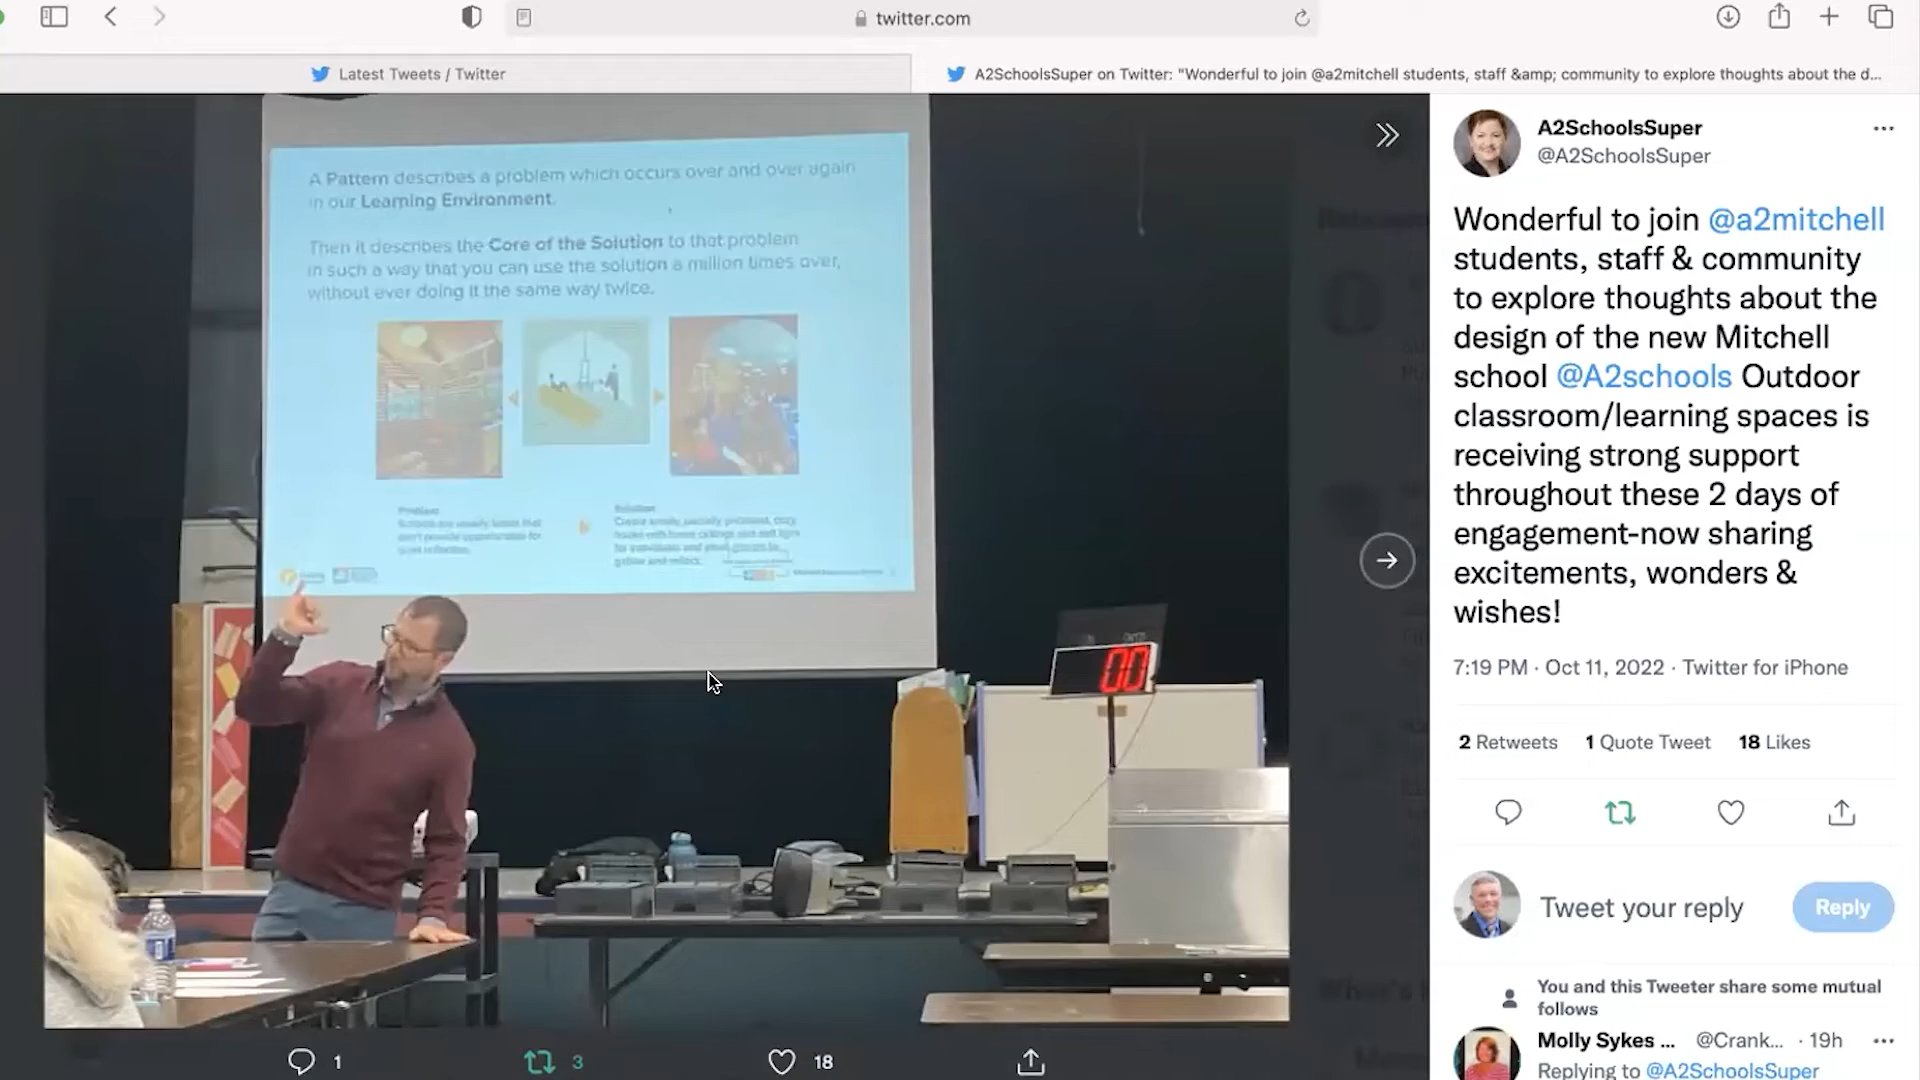 twitter.com
Latest Tweets / Twitter
A2SchoolsSuper on Twitter: "Wonderful to join @a2mitchell students, staff &amp; community to explore thoughts about the d...
A Pattern describes a problem which occurs over and over again
in our Learning Environment.
Then it describes the Core of the Solution to that problem
in such a way that you can use the solution a million times over,
without ever doing it the same way twice.
Problem
Solution
00
1
3
18
A2SchoolsSuper
@A2SchoolsSuper
Wonderful to join @a2mitchell
students, staff & community
to explore thoughts about the
design of the new Mitchell
school @A2schools Outdoor
classroom/learning spaces is
receiving strong support
throughout these 2 days of
engagement-now sharing
excitements, wonders &
wishes!
7:19 PM · Oct 11, 2022 · Twitter for iPhone
2 Retweets 1 Quote Tweet 18 Likes
Tweet your reply
Reply
You and this Tweeter share some mutual
follows
Molly Sykes ... @Crank... · 19h
Replying to @A2SchoolsSuper